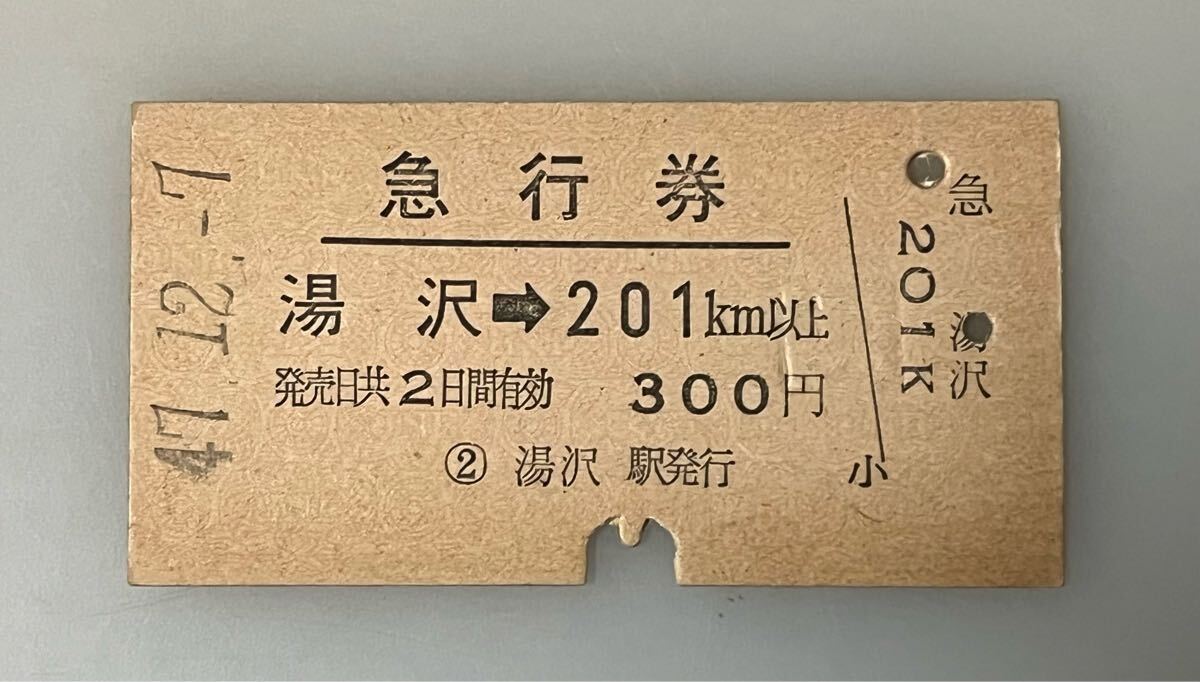 急行券
湯沢➡201km以上
発売日共2日間有効 300円
② 湯沢 駅発行
小
47.12.-7
急 湯沢
201K